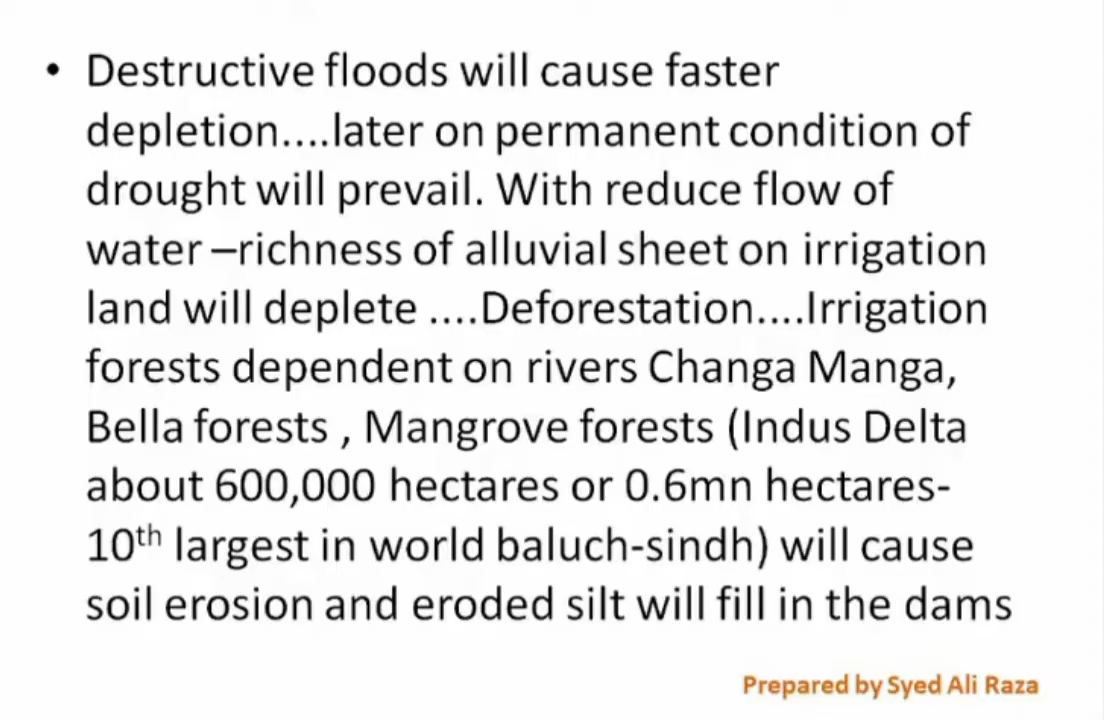 • Destructive floods will cause faster
depletion....later on permanent condition of
drought will prevail. With reduce flow of
water –richness of alluvial sheet on irrigation
land will deplete ....Deforestation....Irrigation
forests dependent on rivers Changa Manga,
Bella forests , Mangrove forests (Indus Delta
about 600,000 hectares or 0.6mn hectares-
10th largest in world baluch-sindh) will cause
soil erosion and eroded silt will fill in the dams
Prepared by Syed Ali Raza